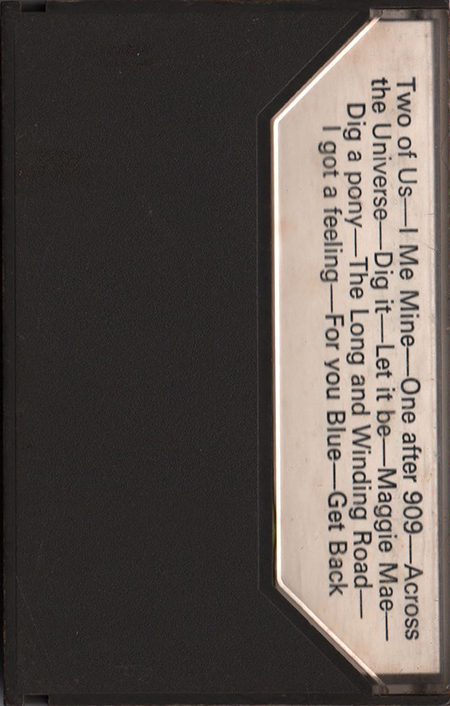 Two of Us—I Me Mine—One after 909—Across
the Universe—Dig it—Let it be—Maggie Mae—
Dig a pony—The Long and Winding Road—
I got a feeling—For you Blue—Get Back